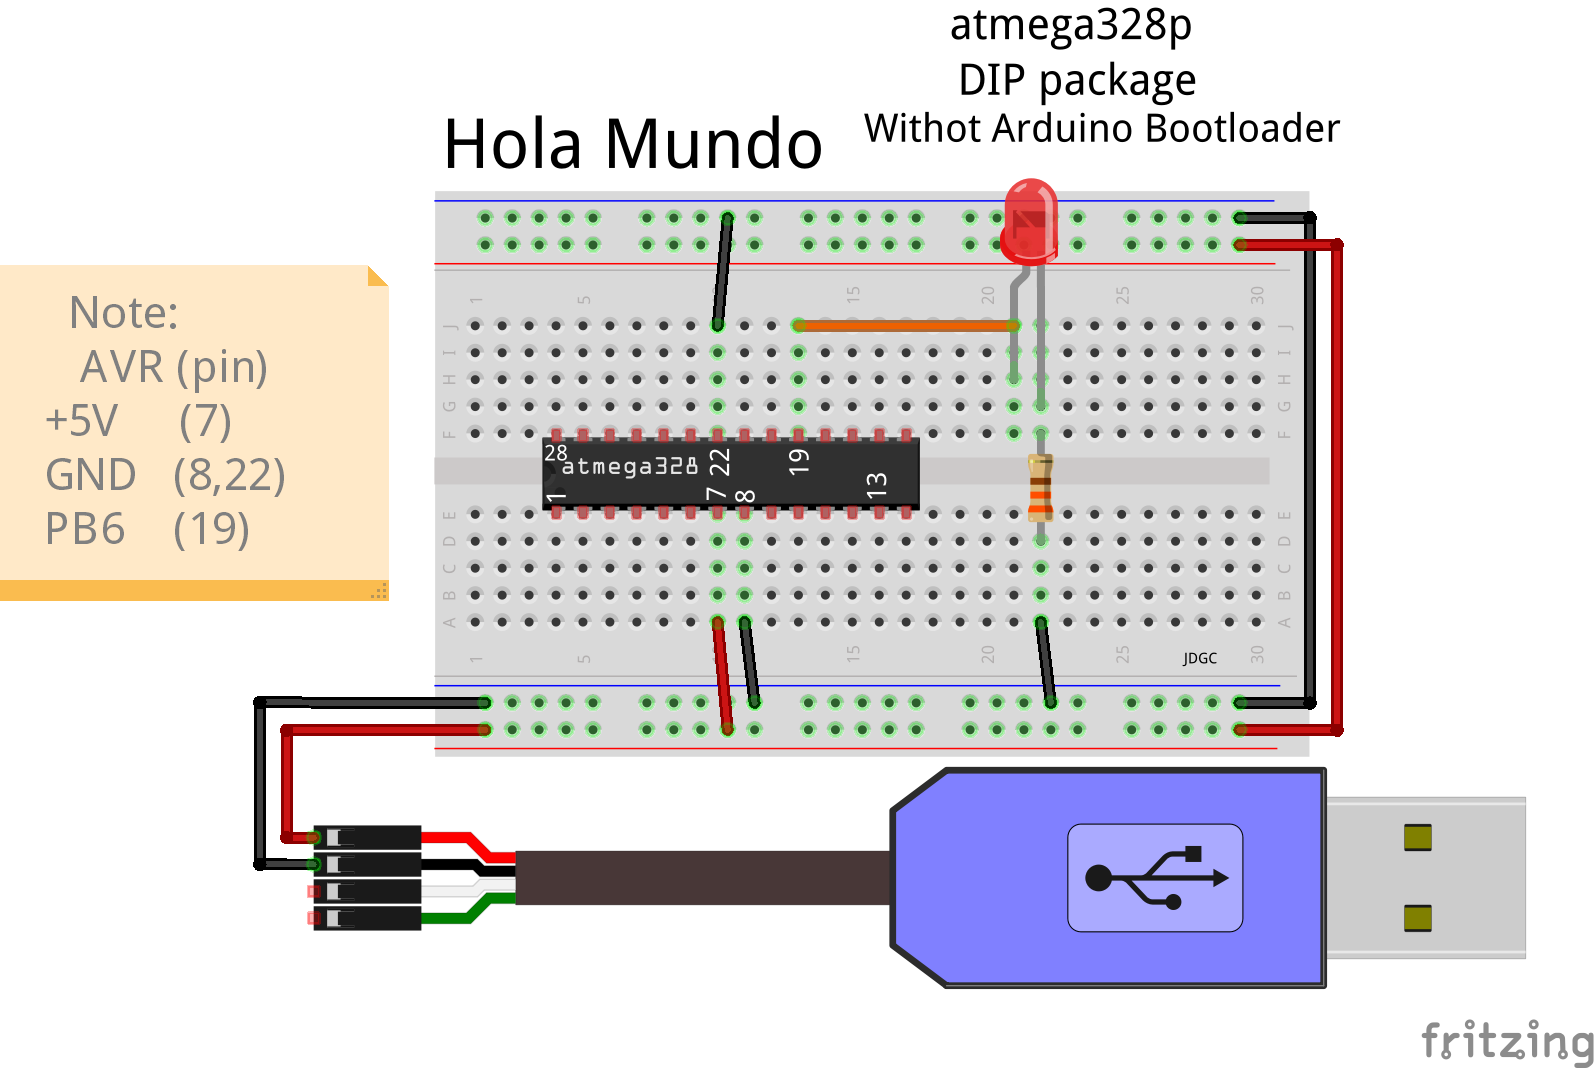 atmega328p
DIP package
Withot Arduino Bootloader
Hola Mundo
Note:
AVR (pin)
+5V (7)
GND (8,22)
PB6 (19)
1 5 15 20 25 30
J J
I I
H H
G G
F F
28 atmega328 22 19
1 7 8 13
E E
D D
C C
B B
A A
1 5 15 20 25 30
JDGC
fritzing